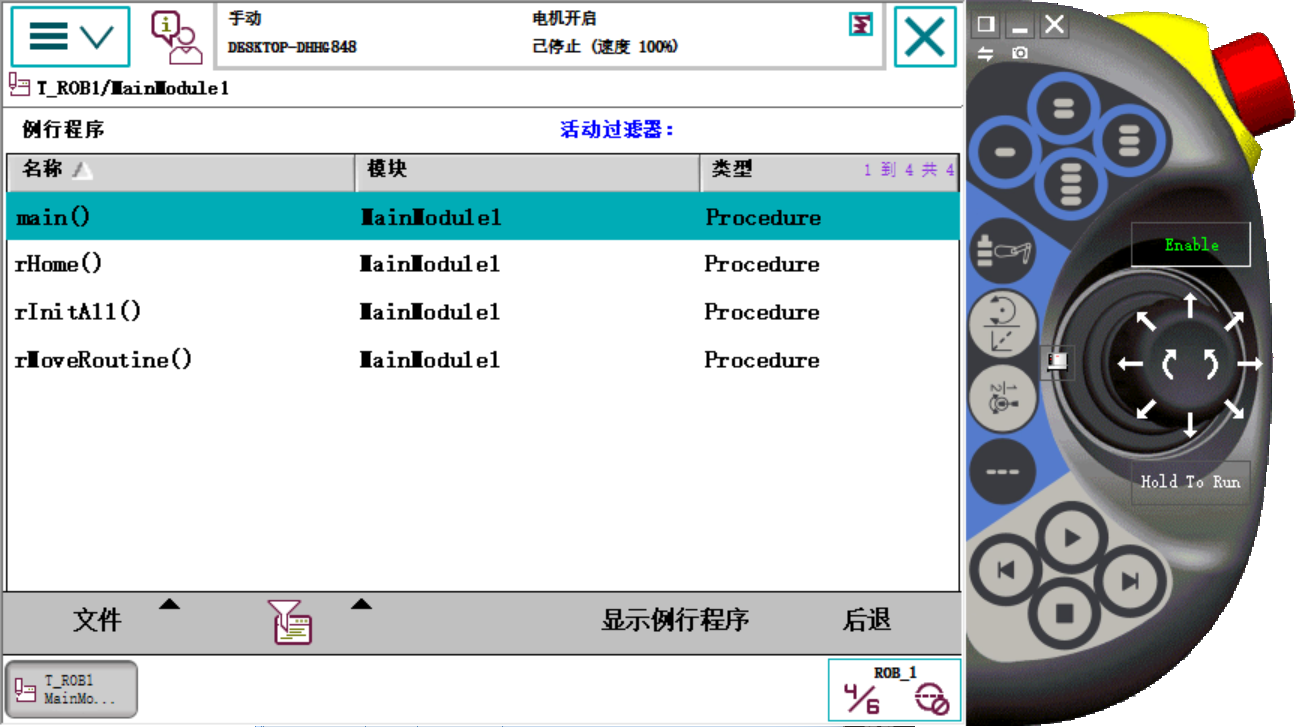 手动
电机开启
DESKTOP-DHHG848
已停止 (速度 100%)
T_ROB1/MainModule1
例行程序
活动过滤器:
名称
模块
类型
1 到 4 共 4
main()
MainModule1
Procedure
rHome()
MainModule1
Procedure
rInitAll()
MainModule1
Procedure
rMoveRoutine()
MainModule1
Procedure
文件
显示例行程序
后退
T_ROB1
MainMo...
ROB_1
Enable
Hold To Run